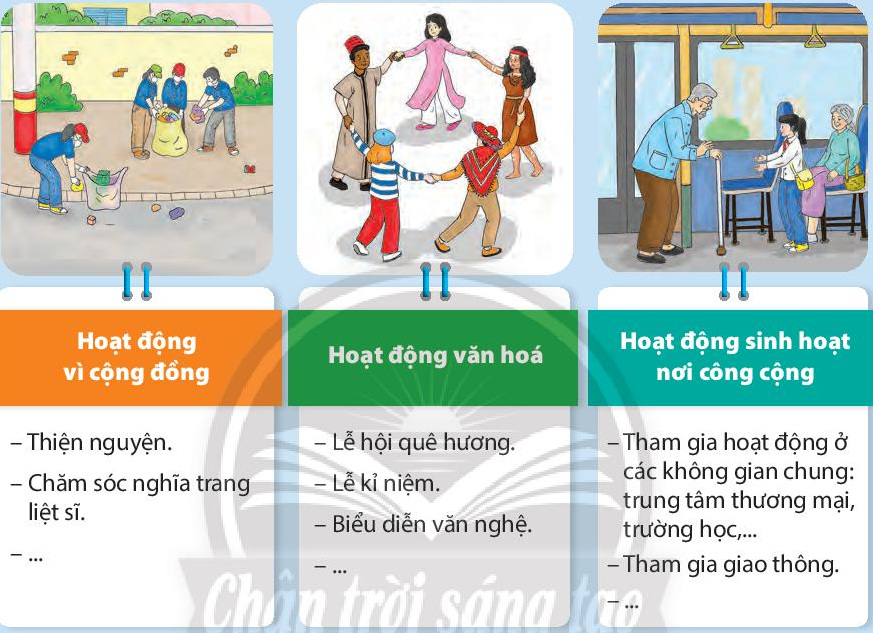 Hoạt động
vì cộng đồng
– Thiện nguyện.
– Chăm sóc nghĩa trang
liệt sĩ.
– ...
Hoạt động văn hoá
– Lễ hội quê hương.
– Lễ kỉ niệm.
– Biểu diễn văn nghệ.
– ...
Hoạt động sinh hoạt
nơi công cộng
– Tham gia hoạt động ở
các không gian chung:
trung tâm thương mại,
trường học,...
– Tham gia giao thông.
– ...
Chân trời sáng tạo